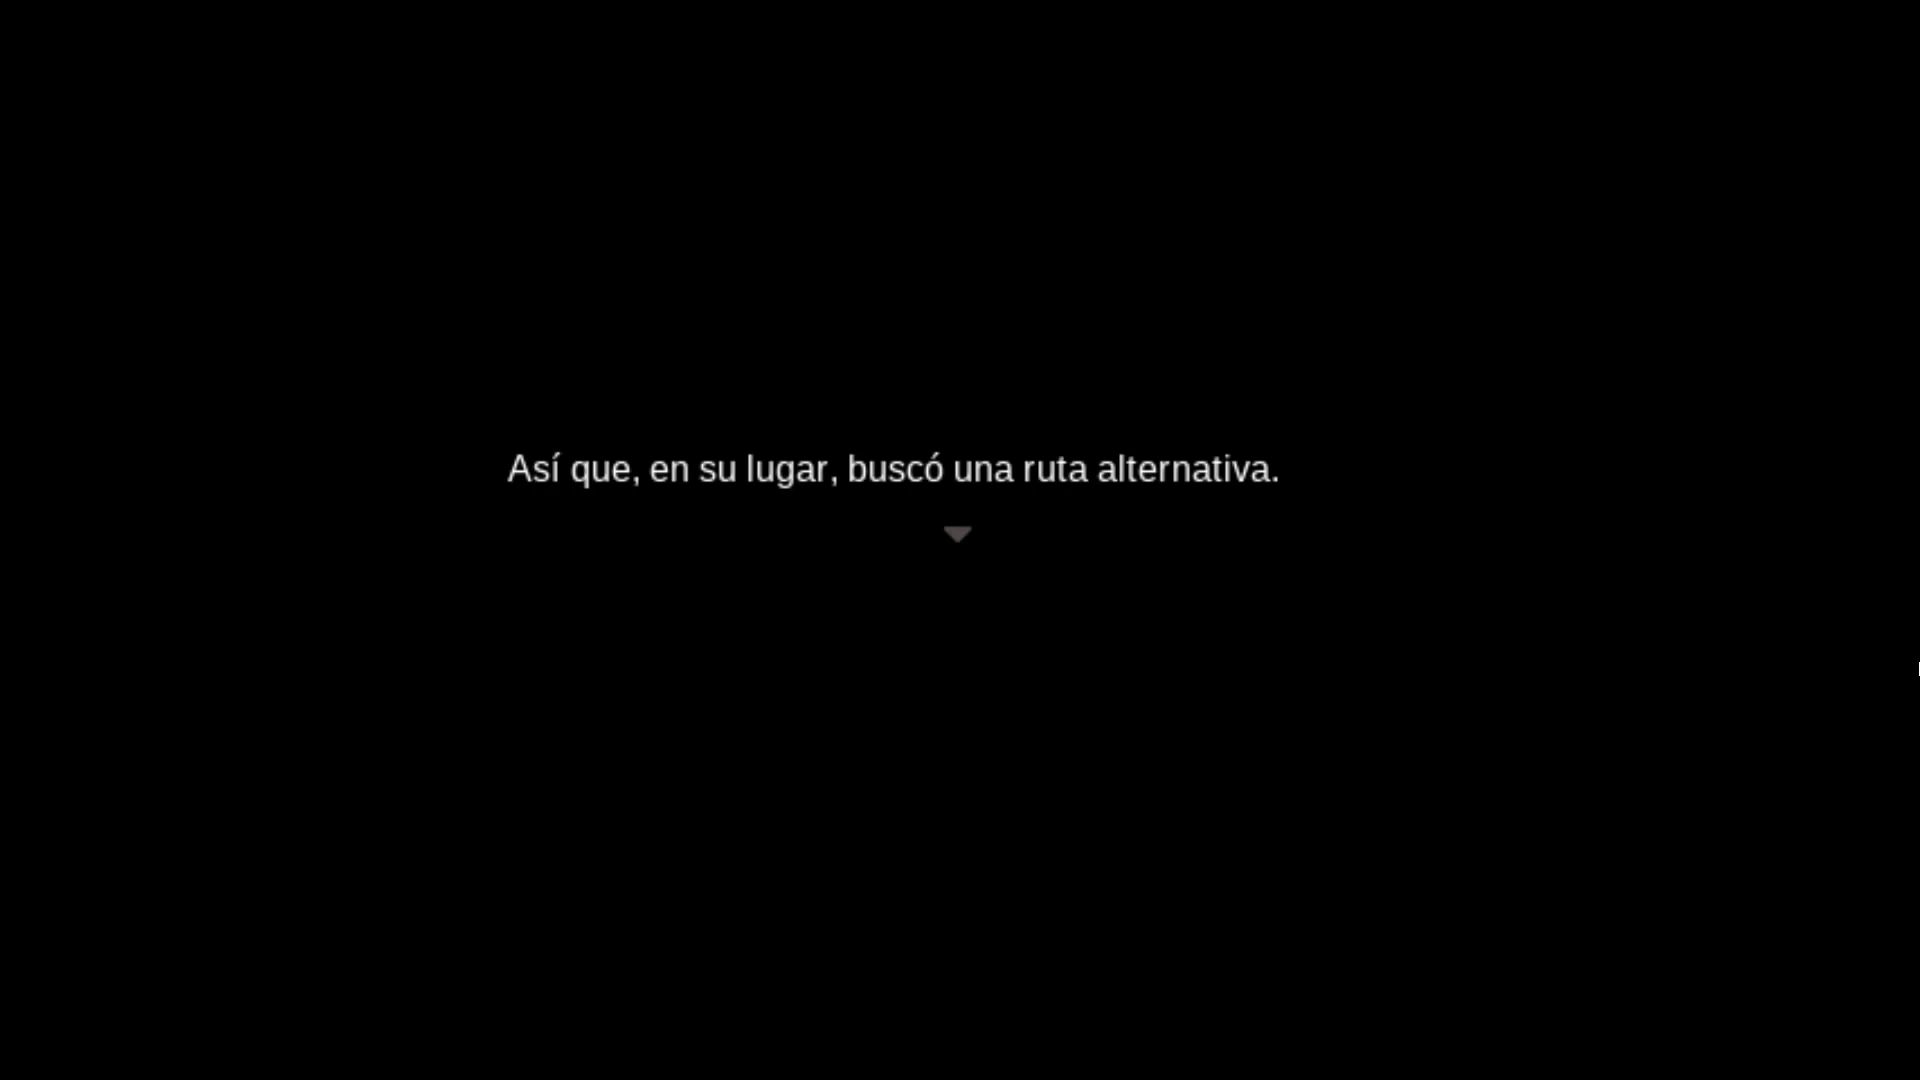 Así que, en su lugar, buscó una ruta alternativa.